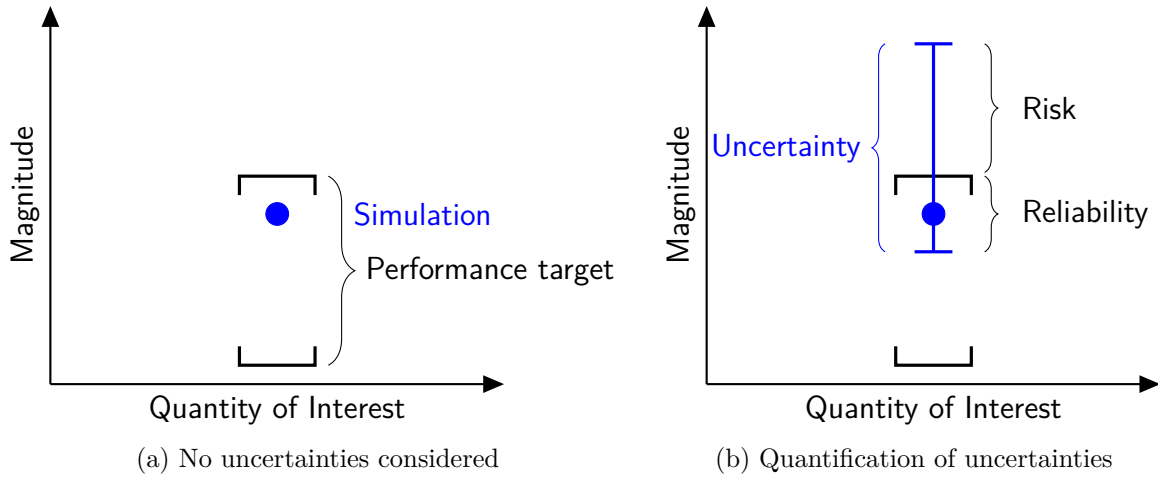 Magnitude
Simulation
Performance target
Quantity of Interest
(a) No uncertainties considered
Magnitude
Uncertainty
Risk
Reliability
Quantity of Interest
(b) Quantification of uncertainties